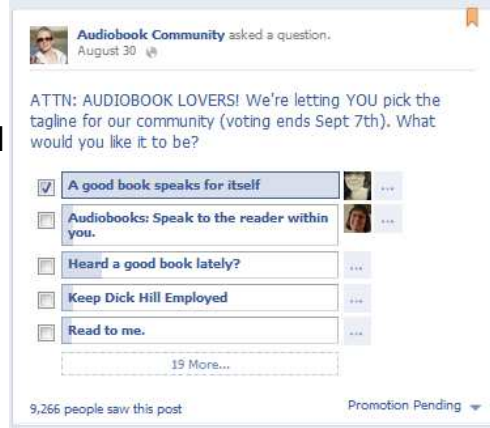 Audiobook Community asked a question.
August 30
ATTN: AUDIOBOOK LOVERS! We're letting YOU pick the
tagline for our community (voting ends Sept 7th). What
would you like it to be?
A good book speaks for itself
...
Audiobooks: Speak to the reader within
you.
...
Heard a good book lately?
...
Keep Dick Hill Employed
...
Read to me.
...
19 More...
9,266 people saw this post
Promotion Pending